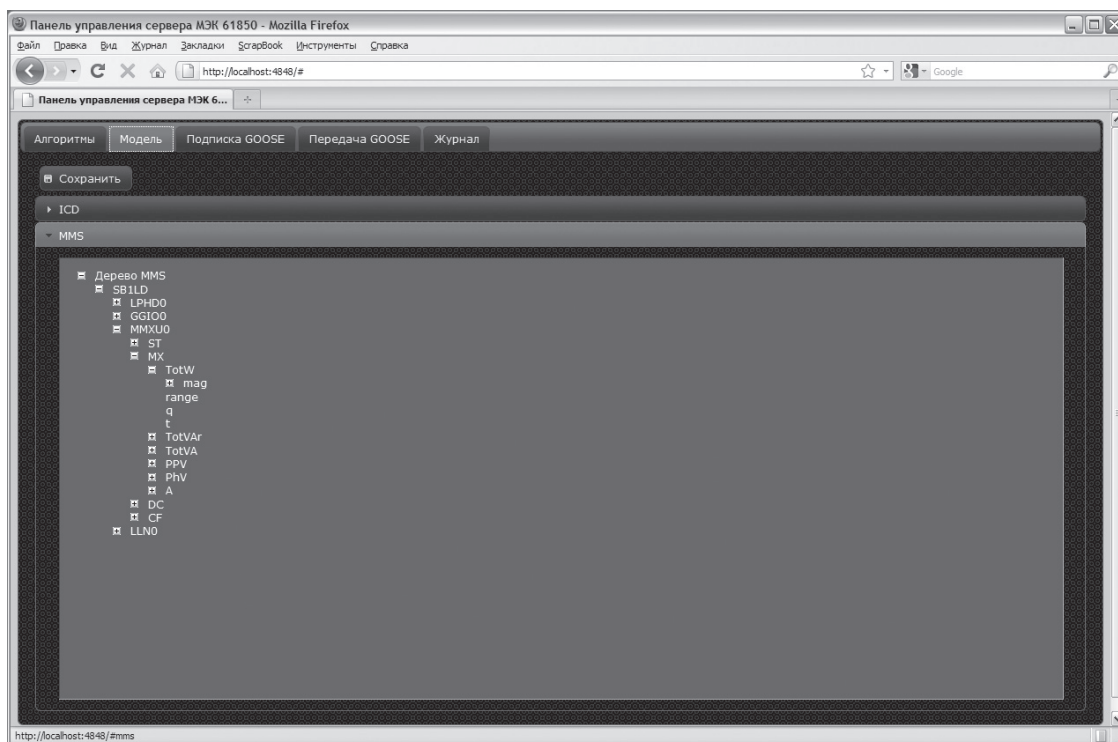 Панель управления сервера МЭК 61850 - Mozilla Firefox
Файл Правка Вид Журнал Закладки ScrapBook Инструменты Справка
http://localhost:4848/# Google
Панель управления сервера МЭК 6...
Алгоритмы Модель Подписка GOOSE Передача GOOSE Журнал
Сохранить
ICD
MMS
Дерево MMS
SB1LD
LPHD0
GGIO0
MMXU0
ST
MX
TotW
mag
range
q
t
TotVAr
TotVA
PPV
PhV
A
DC
CF
LLN0
http://localhost:4848/#mms